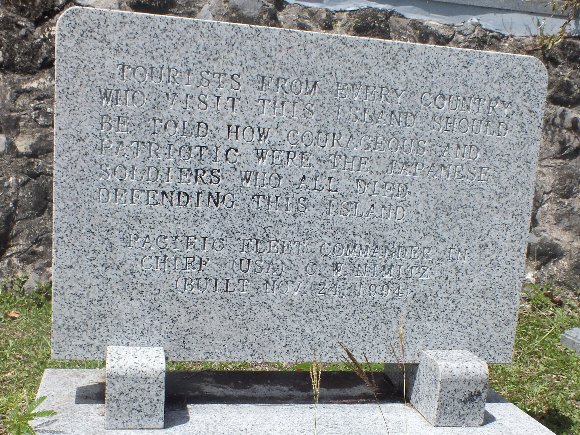 TOURISTS FROM EVERY COUNTRY
WHO VISIT THIS ISLAND SHOULD
BE TOLD HOW COURAGEOUS AND
PATRIOTIC WERE THE JAPANESE
SOLDIERS WHO ALL DIED
DEFENDING THIS ISLAND
PACIFIC FLEET COMMANDER IN
CHIEF (USA) C.W.NIMITZ
(BUILT NOV. 24, 1994)